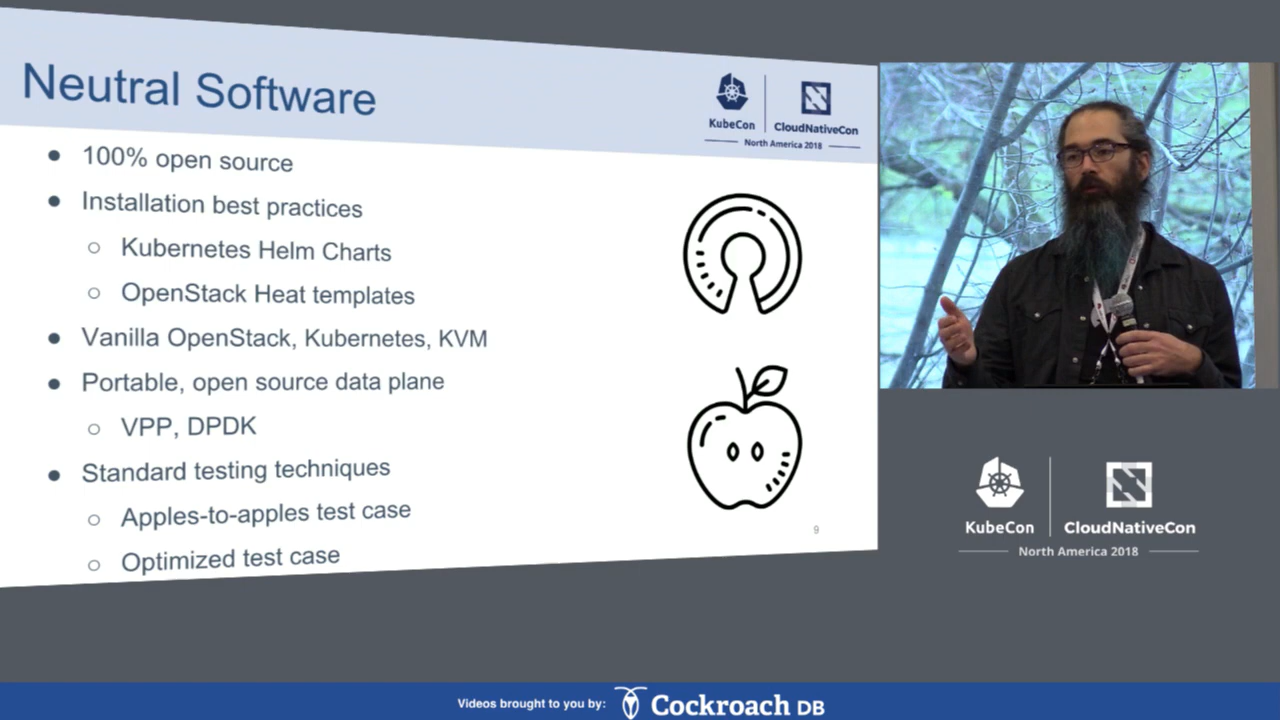 Neutral Software
KubeCon
CloudNativeCon
North America 2018
100% open source
Installation best practices
Kubernetes Helm Charts
OpenStack Heat templates
Vanilla OpenStack, Kubernetes, KVM
Portable, open source data plane
VPP, DPDK
Standard testing techniques
Apples-to-apples test case
Optimized test case
9
KubeCon
CloudNativeCon
North America 2018
Videos brought to you by: Cockroach DB